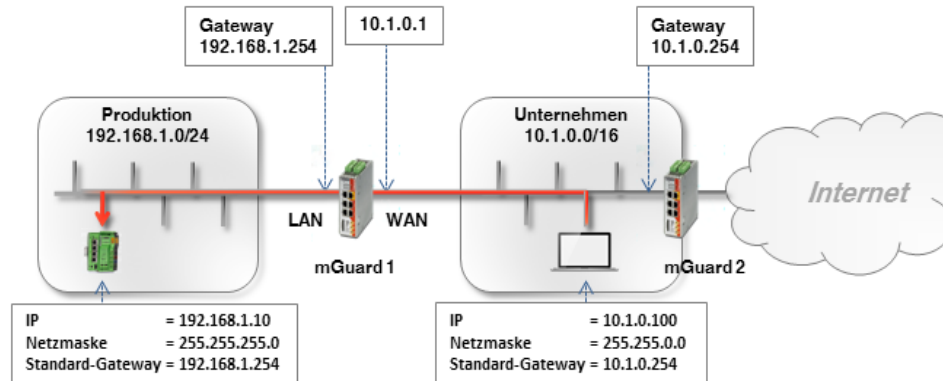 Gateway
192.168.1.254
10.1.0.1
Gateway
10.1.0.254
Produktion
192.168.1.0/24
Unternehmen
10.1.0.0/16
Internet
LAN
WAN
mGuard 1
mGuard 2
IP = 192.168.1.10
Netzmaske = 255.255.255.0
Standard-Gateway = 192.168.1.254
IP = 10.1.0.100
Netzmaske = 255.255.0.0
Standard-Gateway = 10.1.0.254